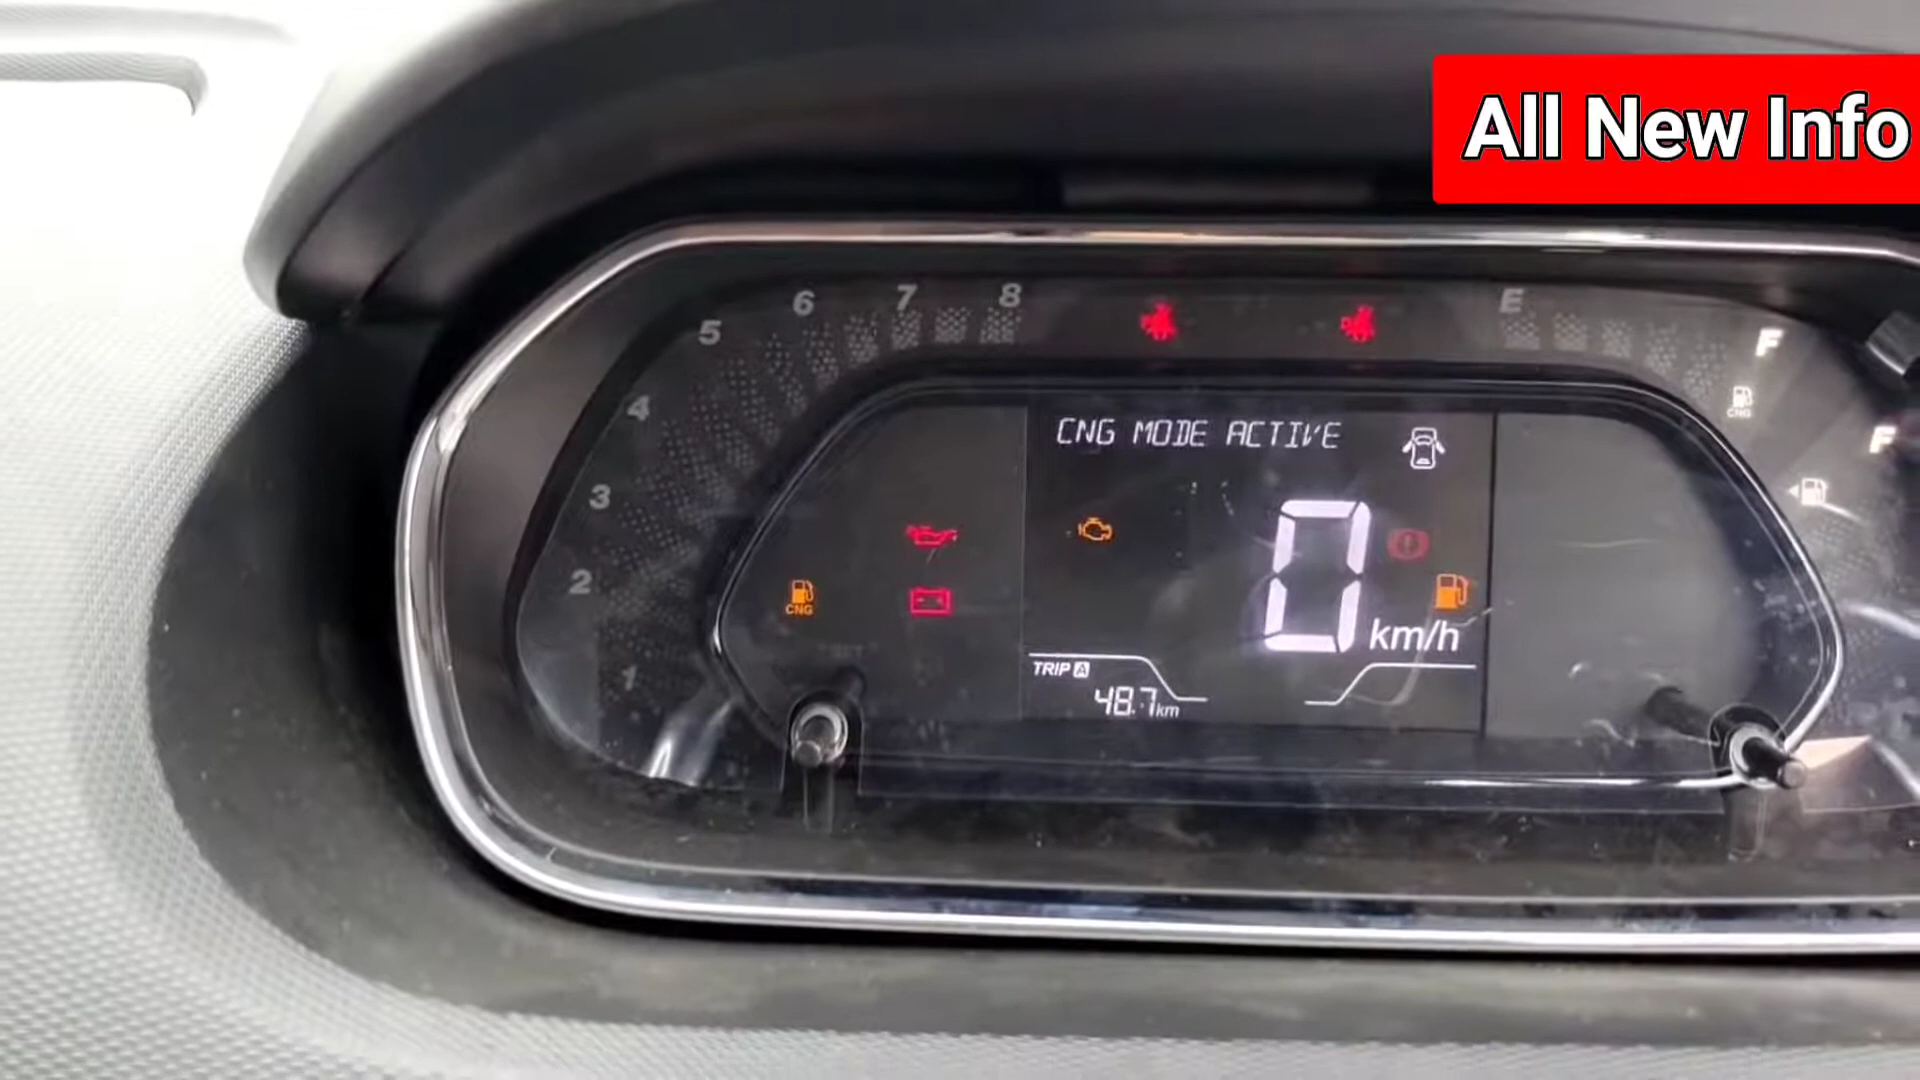 All New Info
5 6 7 8
E
F
4
CNG
F
CNG MODE ACTIVE
3
2
CNG
0
km/h
1
TRIP A
48.7km